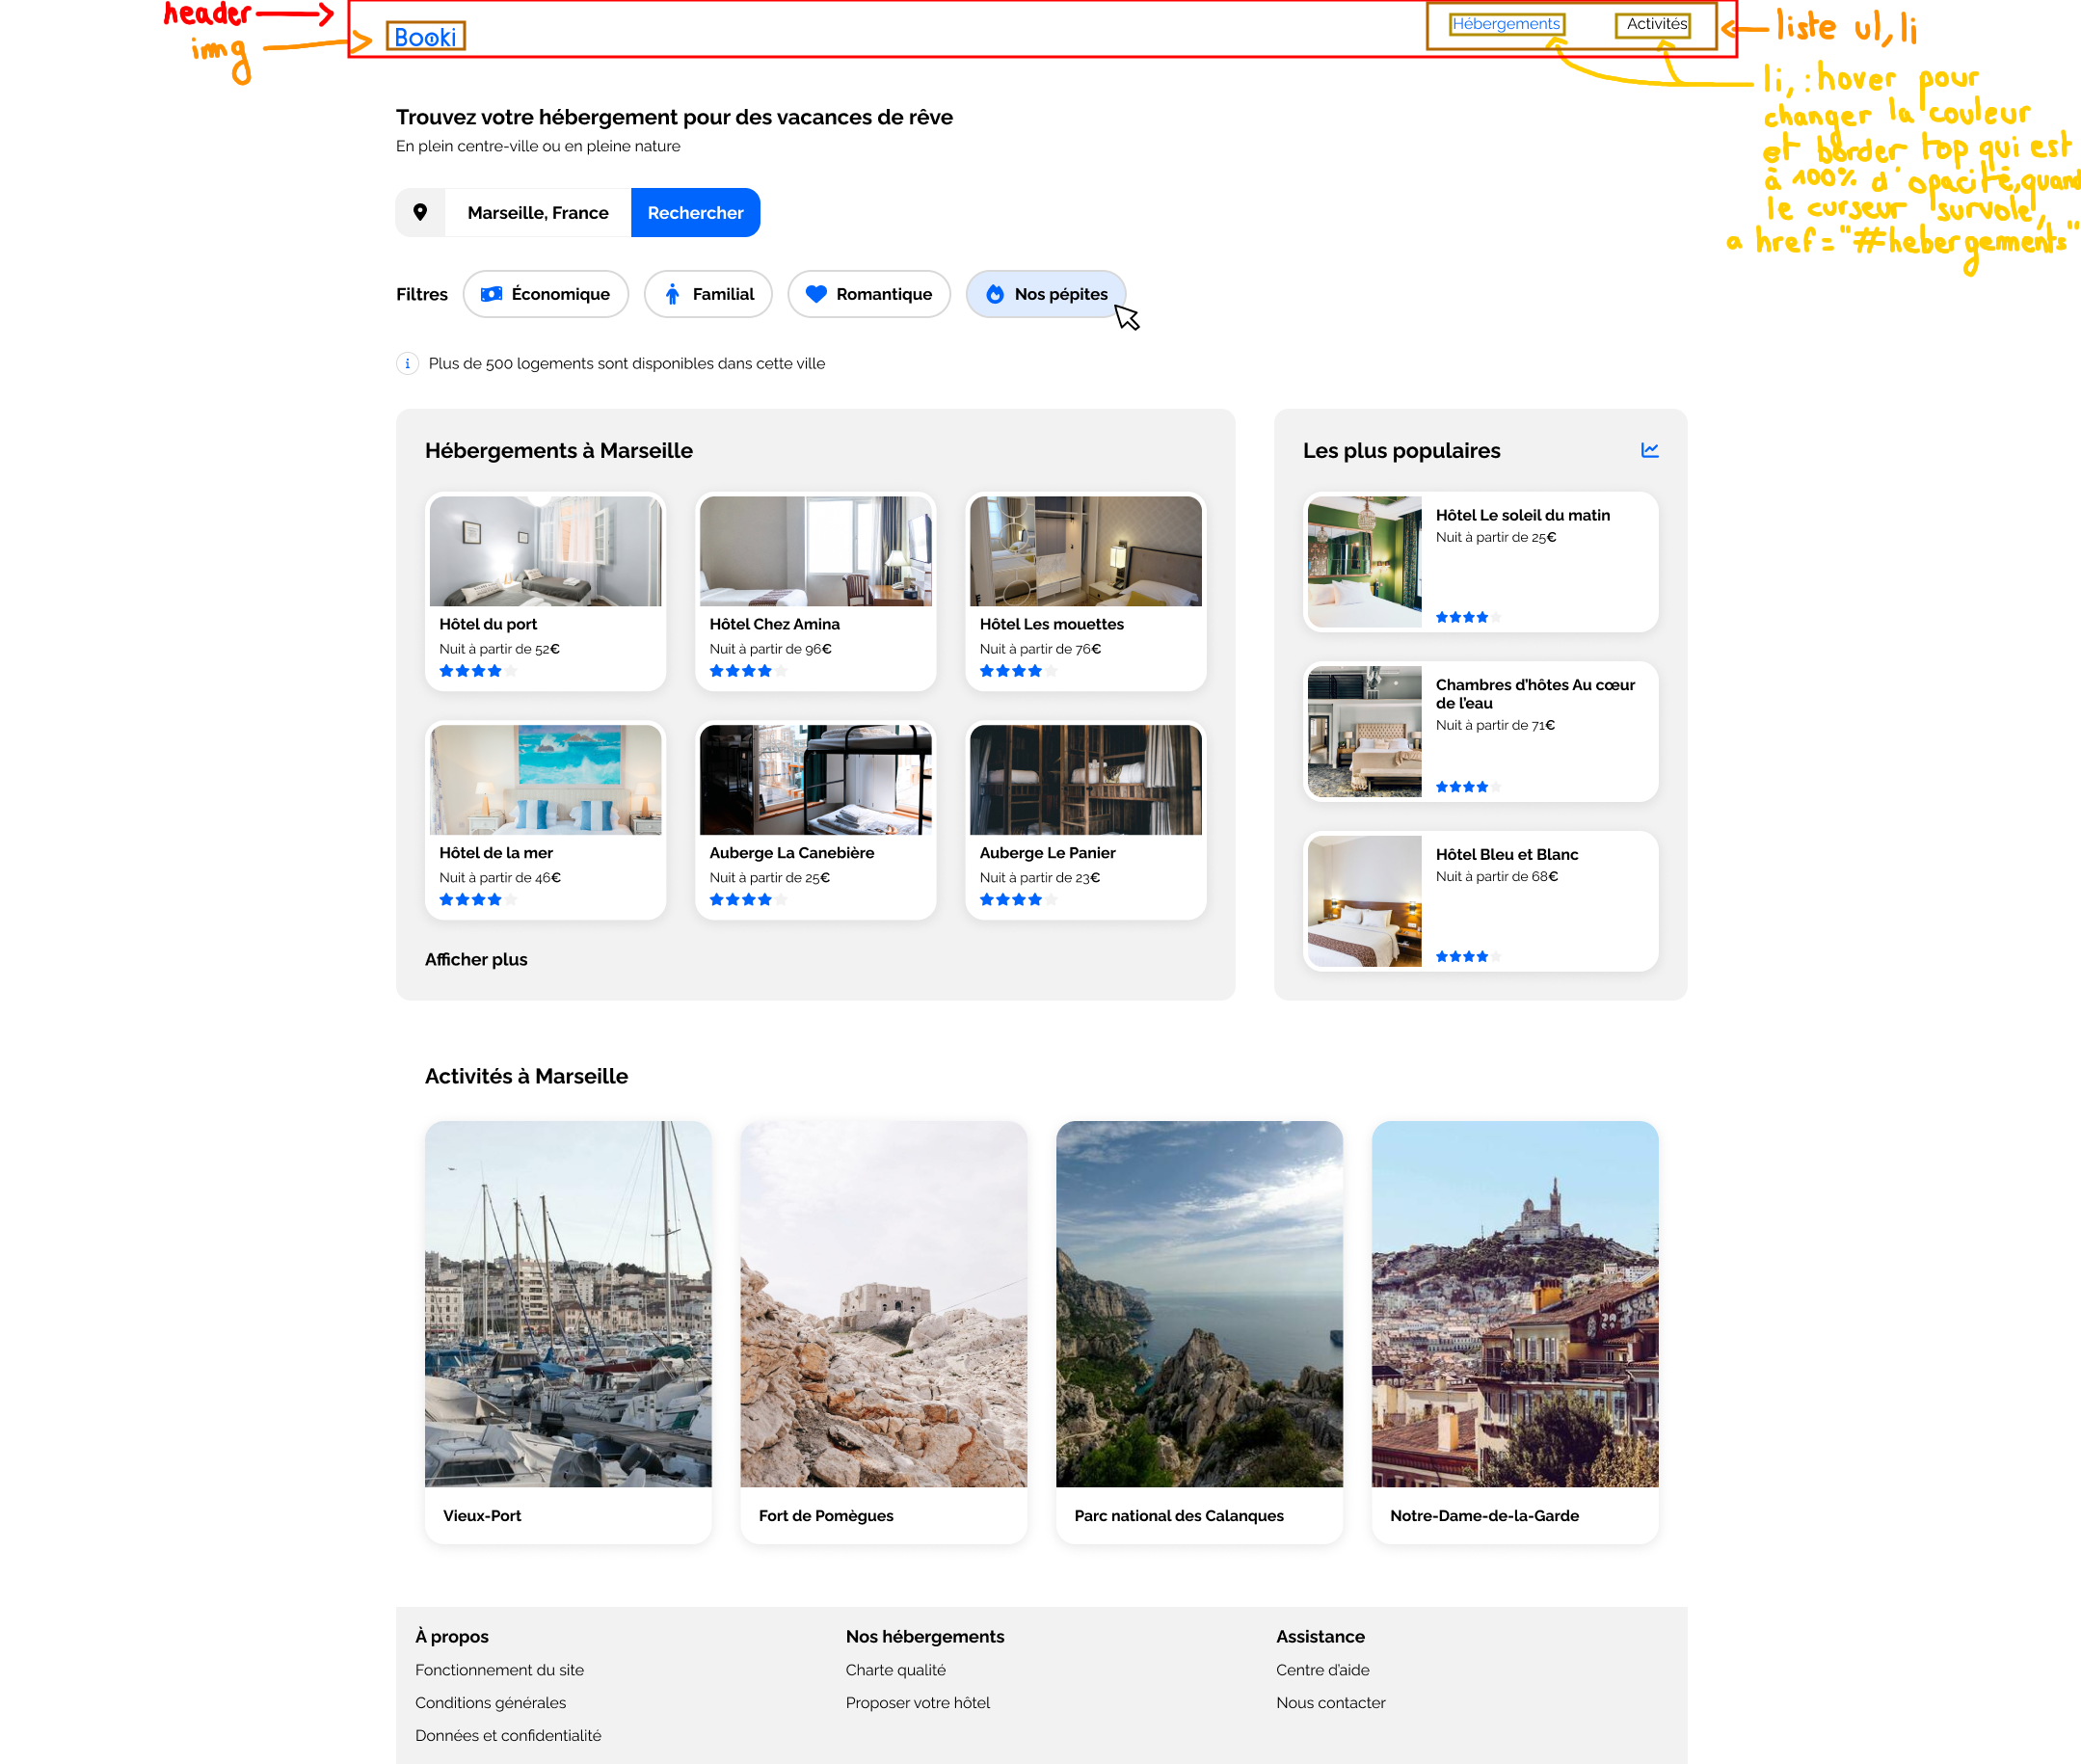 header
img
Booki
Hébergements
Activités
liste ul,li
li, :hover pour
changer la couleur
et border top qui est
à 100% d'opacité, quand
le curseur survole,
a href="#hebergements"
Trouvez votre hébergement pour des vacances de rêve
En plein centre-ville ou en pleine nature
Marseille, France
Rechercher
Filtres
Économique
Familial
Romantique
Nos pépites
Plus de 500 logements sont disponibles dans cette ville
Hébergements à Marseille
Hôtel du port
Nuit à partir de 52€
Hôtel Chez Amina
Nuit à partir de 96€
Hôtel Les mouettes
Nuit à partir de 76€
Hôtel de la mer
Nuit à partir de 46€
Auberge La Canebière
Nuit à partir de 25€
Auberge Le Panier
Nuit à partir de 23€
Afficher plus
Les plus populaires
Hôtel Le soleil du matin
Nuit à partir de 25€
Chambres d'hôtes Au cœur
de l'eau
Nuit à partir de 71€
Hôtel Bleu et Blanc
Nuit à partir de 68€
Activités à Marseille
Vieux-Port
Fort de Pomègues
Parc national des Calanques
Notre-Dame-de-la-Garde
À propos
Fonctionnement du site
Conditions générales
Données et confidentialité
Nos hébergements
Charte qualité
Proposer votre hôtel
Assistance
Centre d'aide
Nous contacter